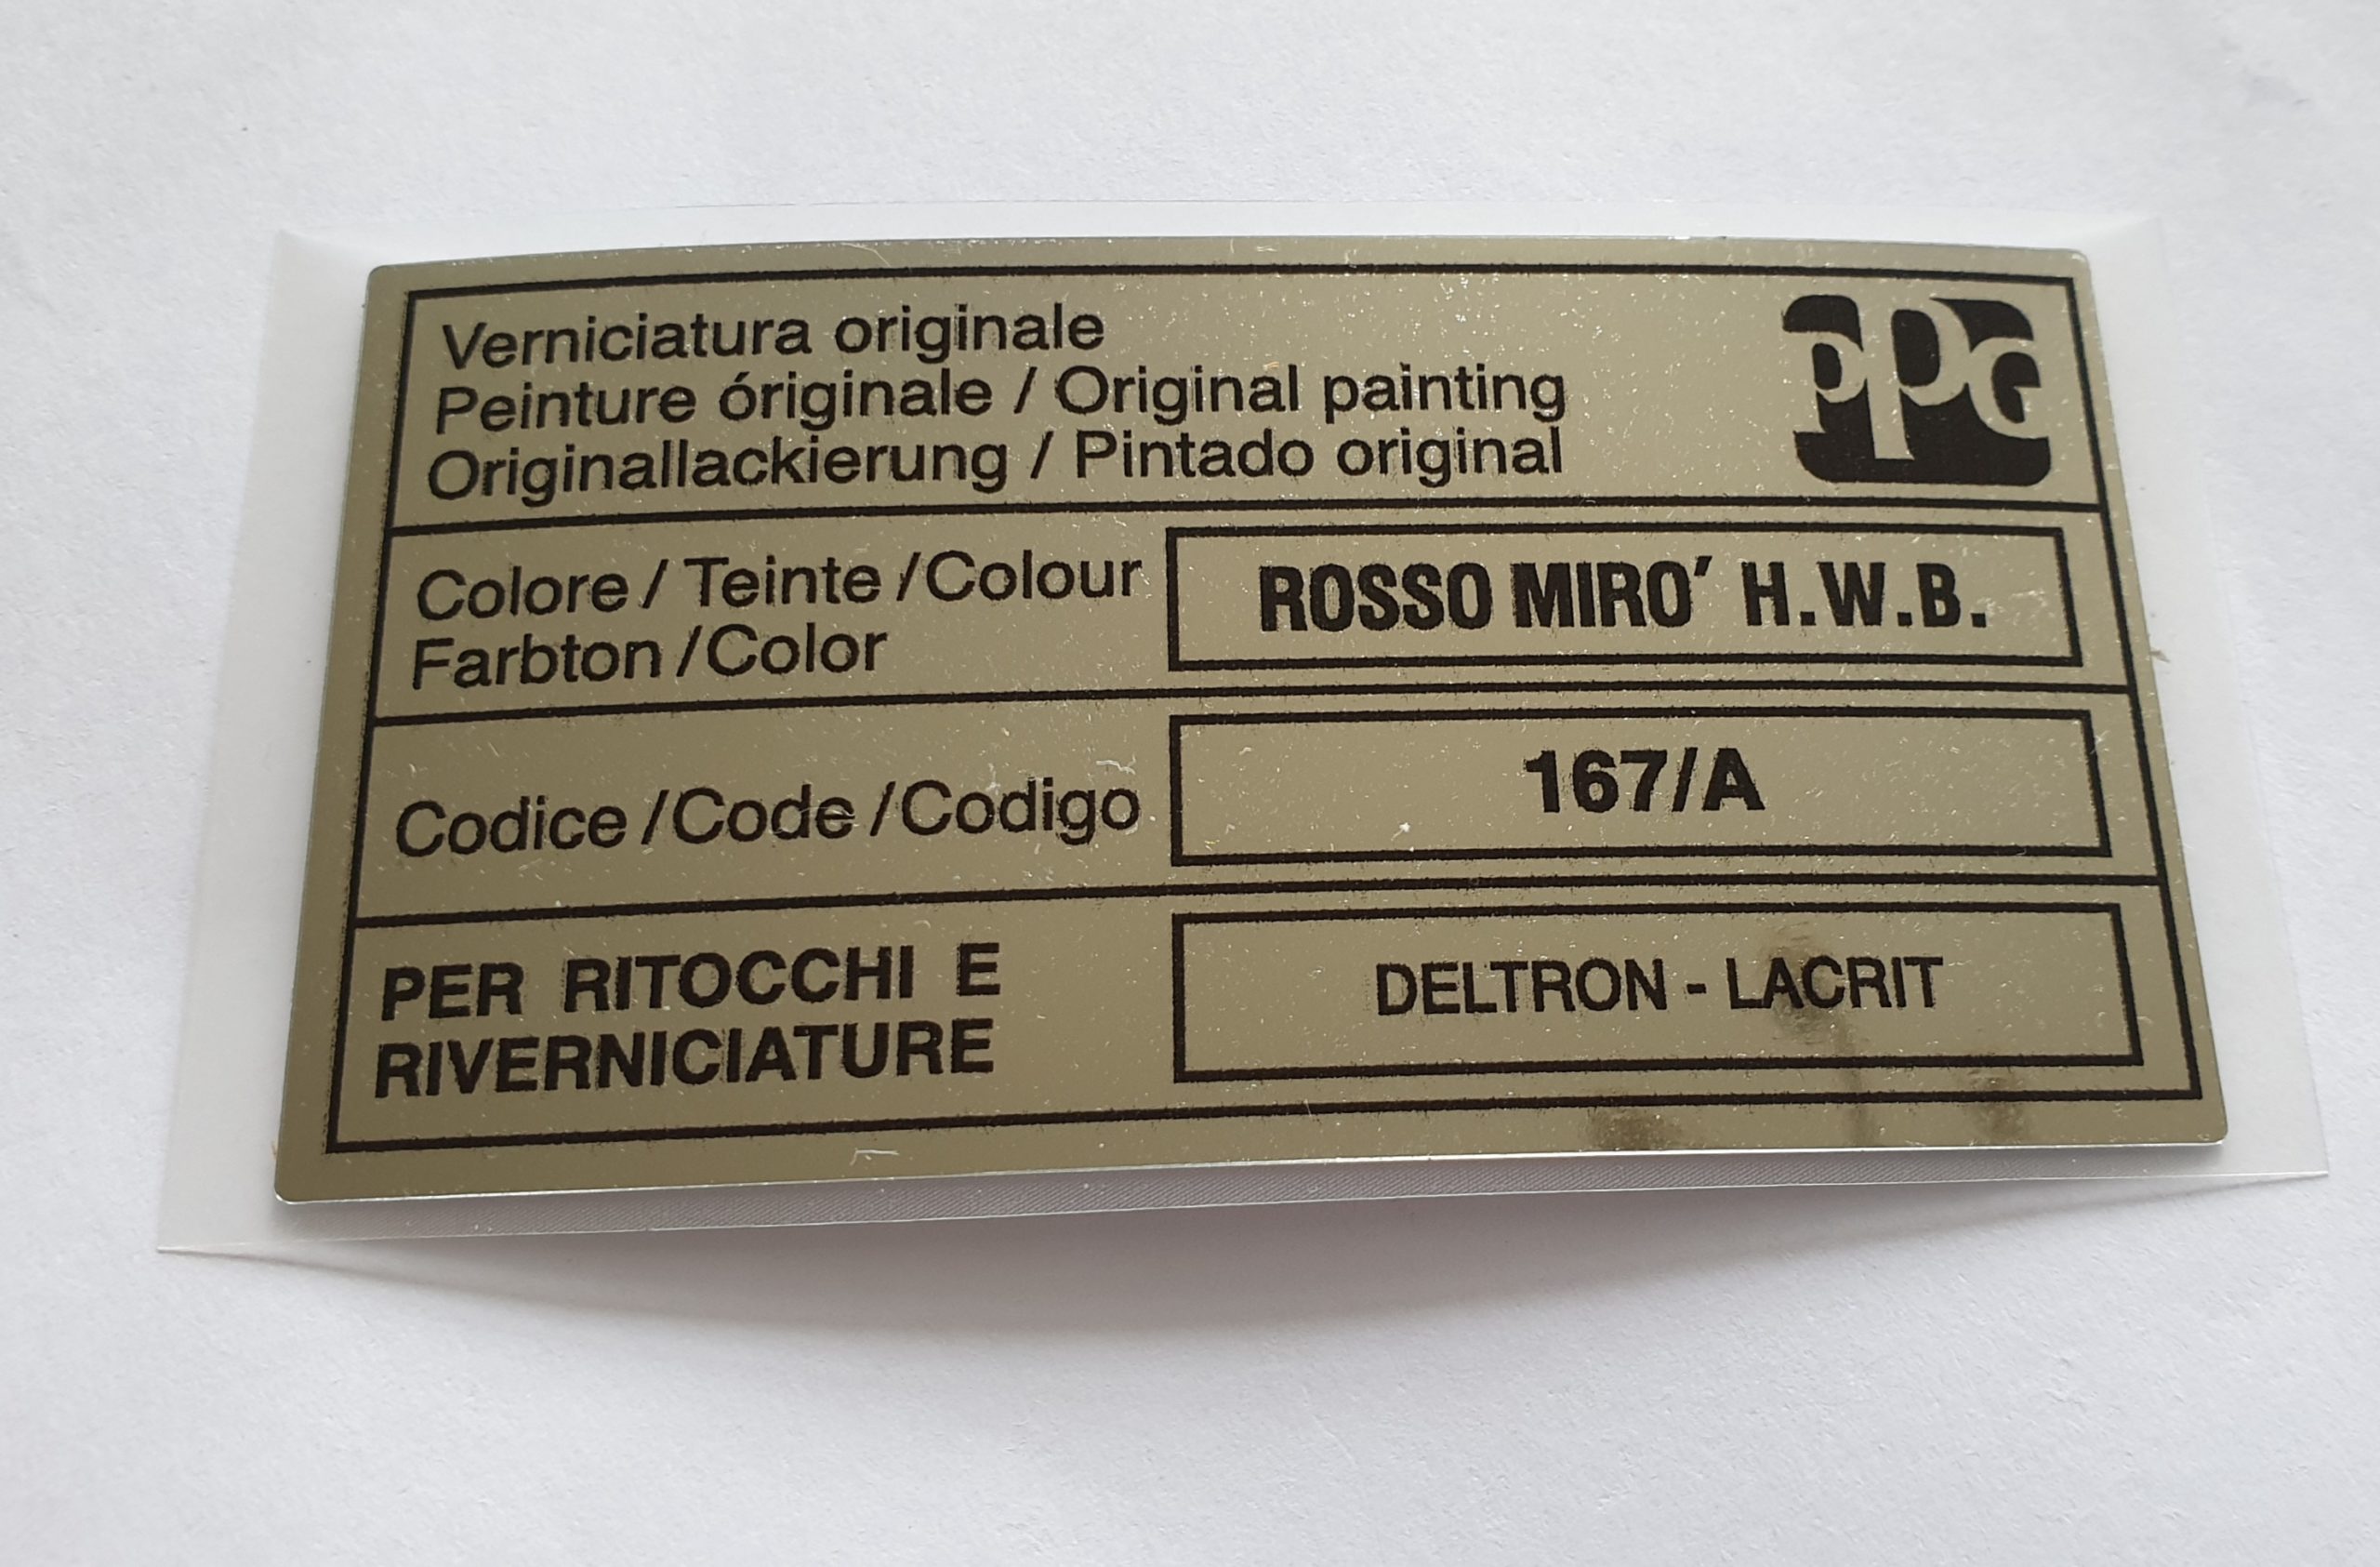 Verniciatura originale
Peinture óriginale / Original painting
Originallackierung / Pintado original
ppg
Colore / Teinte / Colour
Farbton / Color
ROSSO MIRO' H.W.B.
Codice / Code / Codigo
167/A
PER RITOCCHI E
RIVERNICIATURE
DELTRON - LACRIT